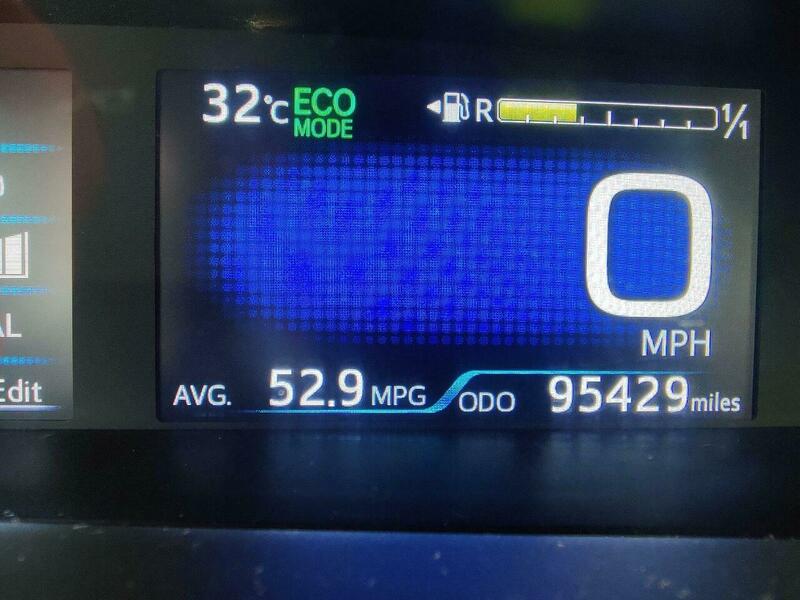 32°C ECO MODE
R 1/1
0
MPH
AVG. 52.9 MPG ODO 95429 miles
Edit